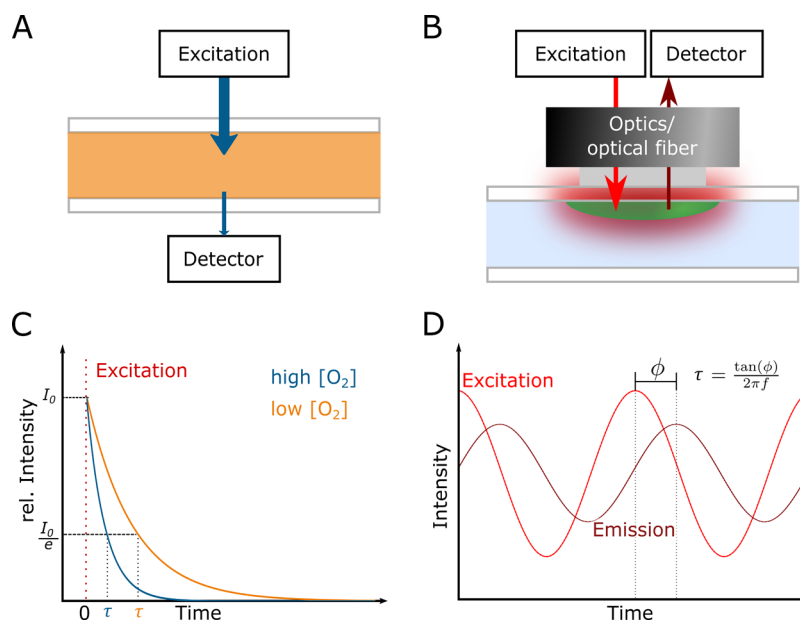 A
Excitation
Detector
B
Excitation
Detector
Optics/
optical fiber
C
Excitation
high [O₂]
low [O₂]
I₀
I₀
e
rel. Intensity
0
τ
τ
Time
D
Excitation
ϕ
τ = tan(ϕ)
2πf
Emission
Intensity
Time